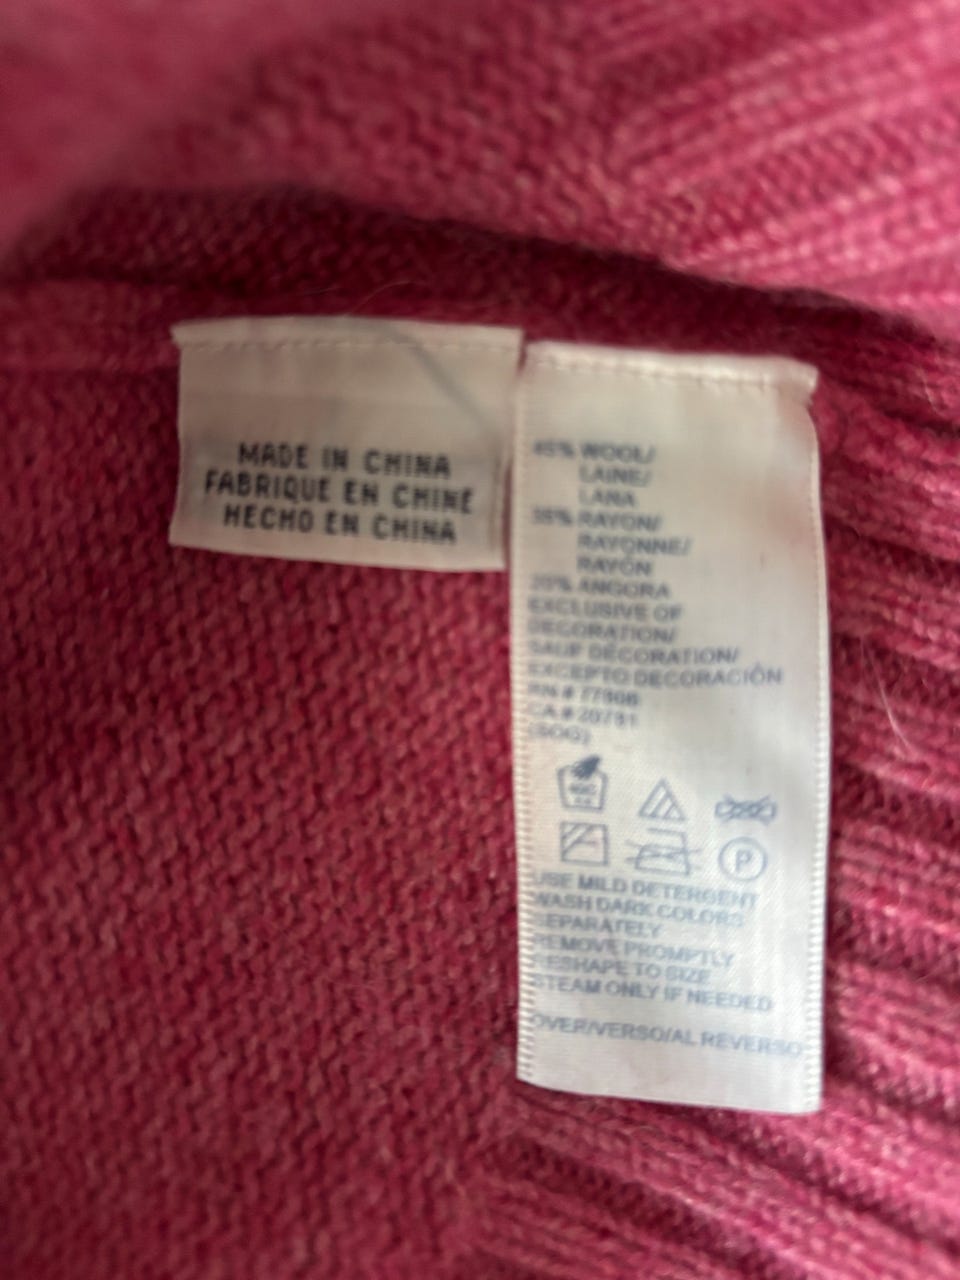 MADE IN CHINA
FABRIQUE EN CHINE
HECHO EN CHINA
45% WOOL/
LAINE/
LANA
35% RAYON/
RAYONNE/
RAYÓN
20% ANGORA
EXCLUSIVE OF
DECORATION/
SAUF DÉCORATION/
EXCEPTO DECORACIÓN
RN #
CA #
P
USE MILD DETERGENT
WASH DARK COLORS
SEPARATELY
REMOVE PROMPTLY
RESHAPE TO SIZE
STEAM ONLY IF NEEDED
OVER/VERSO/AL REVERSO